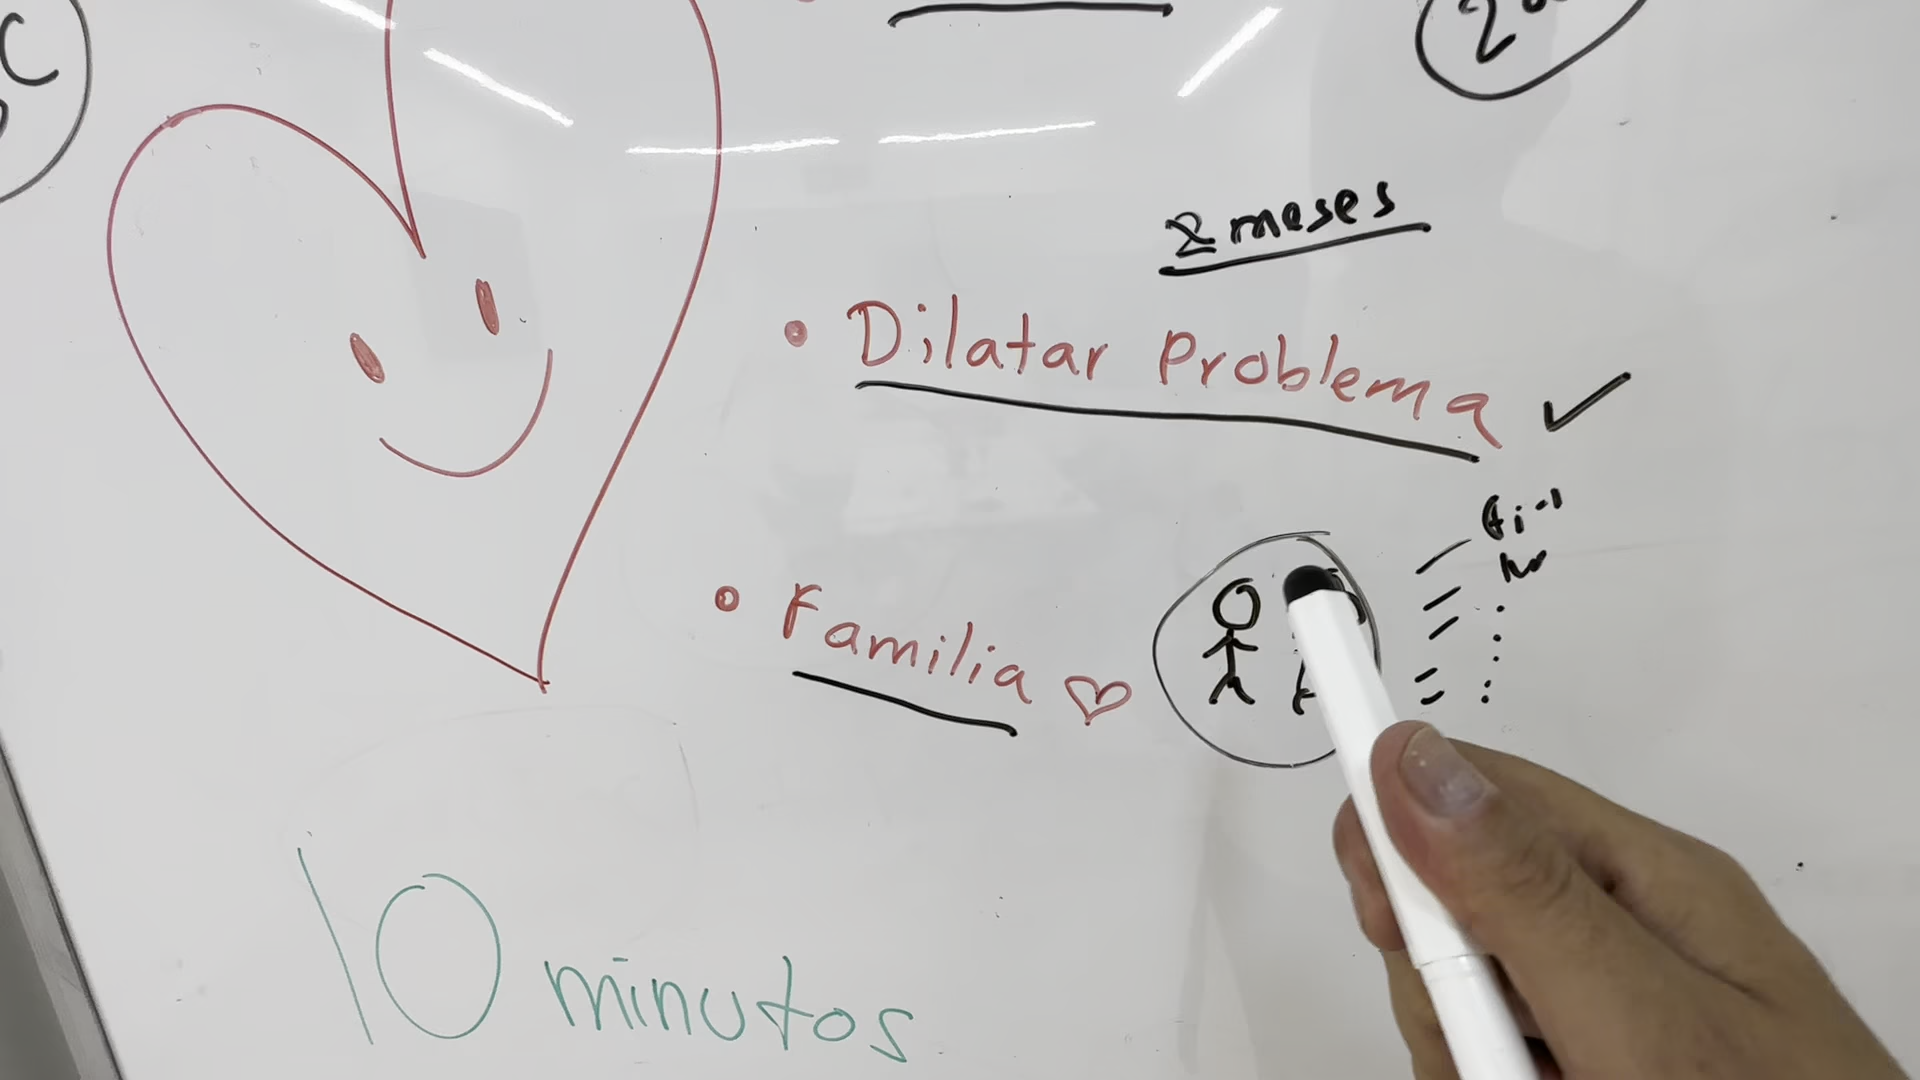 2 meses
• Dilatar Problema ✓
• Familia ♡
10 minutos